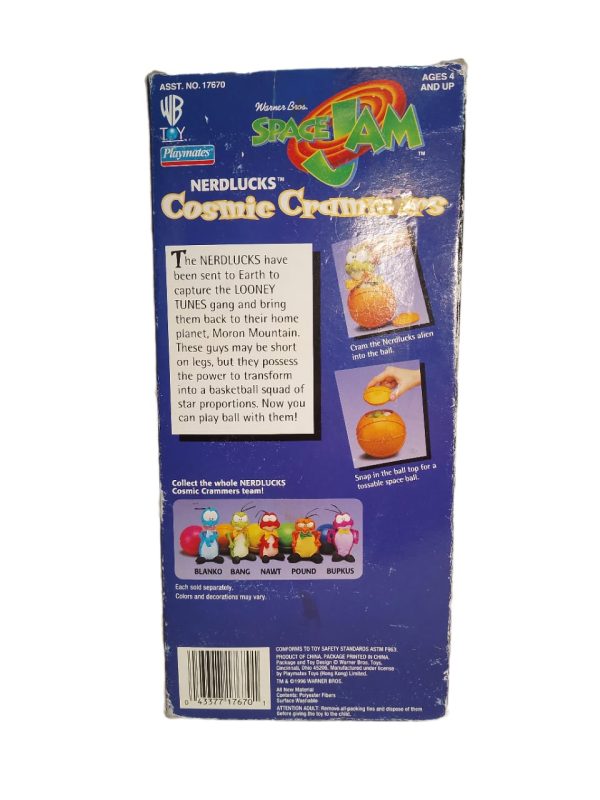 ASST. NO. 17670
AGES 4
AND UP
WB
TOY
Playmates
Warner Bros.
SPACE JAM
TM
NERDLUCKS™
Cosmic Crammers
The NERDLUCKS have
been sent to Earth to
capture the LOONEY
TUNES gang and bring
them back to their home
planet, Moron Mountain.
These guys may be short
on legs, but they possess
the power to transform
into a basketball squad of
star proportions. Now you
can play ball with them!
Cram the Nerdlucks alien
into the ball.
Snap in the ball top for a
tossable space ball.
Collect the whole NERDLUCKS
Cosmic Crammers team!
BLANKO BANG NAWT POUND BUPKUS
Each sold separately.
Colors and decorations may vary.
CONFORMS TO TOY SAFETY STANDARDS ASTM F963.
PRODUCT OF CHINA. PACKAGE PRINTED IN CHINA.
Package and Toy Design © Warner Bros. Toys,
Cincinnati, Ohio 45206. Manufactured under license
by Playmates Toys (Hong Kong) Limited.
TM & ©1996 WARNER BROS.
All New Material
Contents: Polyester Fibers
Surface Washable
ATTENTION ADULT: Remove all packing ties and dispose of them
before giving the toy to the child.
0 43377 17670 1